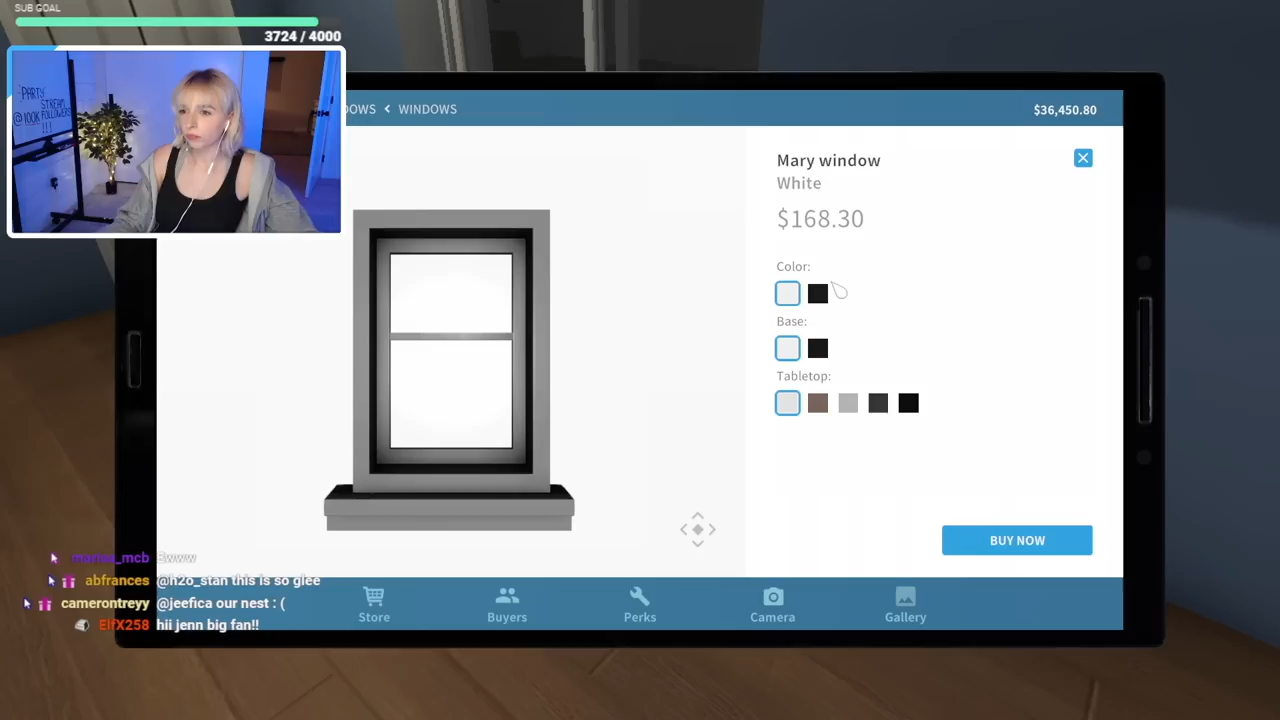 SUB GOAL
3724 / 4000
PARTY
STREAM
@100K FOLLOWERS
!!!
DOWS < WINDOWS
$36,450.80
Mary window
White
$168.30
Color:
Base:
Tabletop:
BUY NOW
Ewww
abfrances @h2o_stan this is so glee
camerontreyy @jeefica our nest : (
ElfX258 hii jenn big fan!!
Store
Buyers
Perks
Camera
Gallery